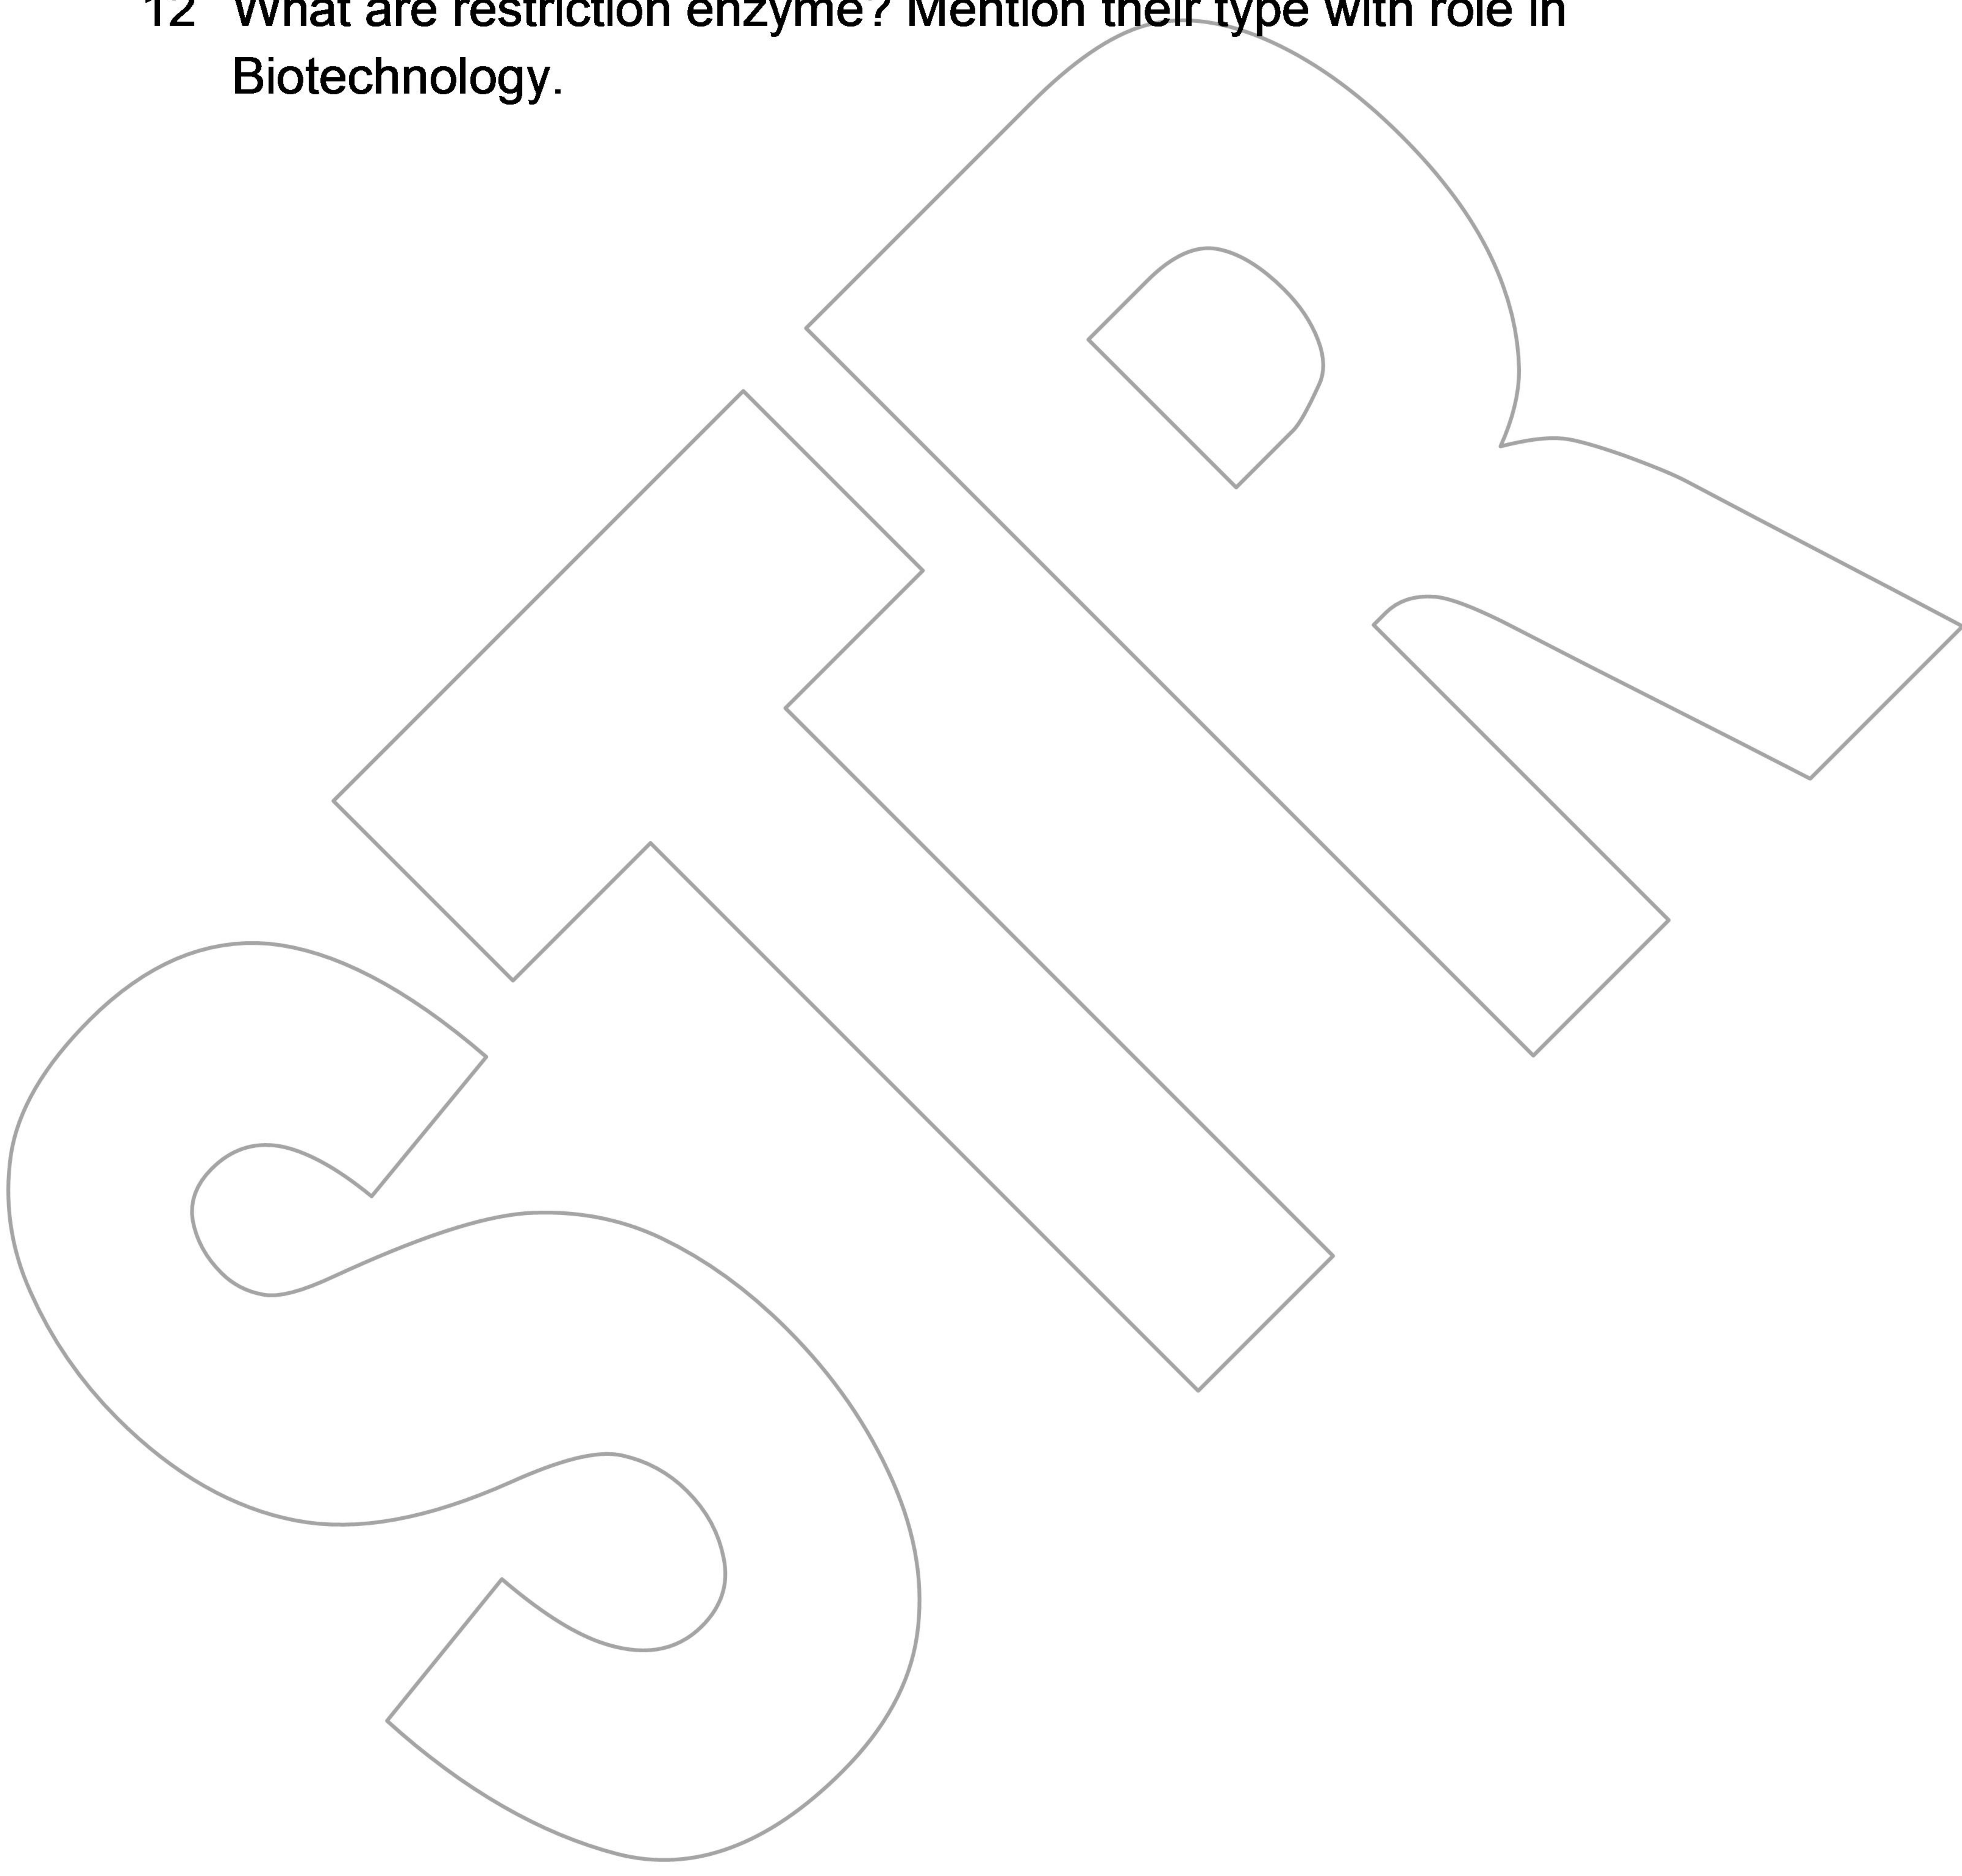 12 What are restriction enzyme? Mention their type with role in
Biotechnology.
STR